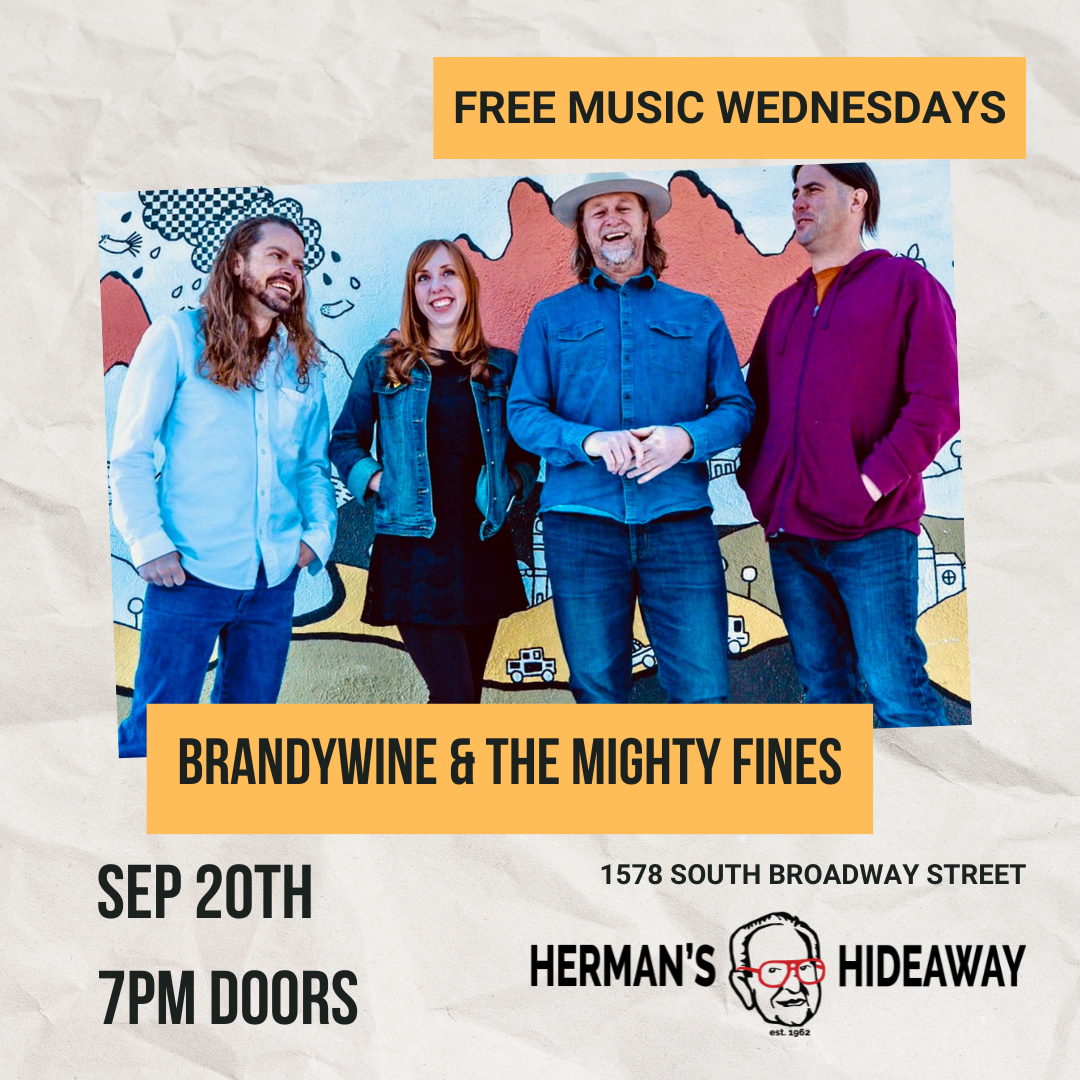 FREE MUSIC WEDNESDAYS
BRANDYWINE & THE MIGHTY FINES
SEP 20TH
7PM DOORS
1578 SOUTH BROADWAY STREET
HERMAN'S HIDEAWAY
est. 1962